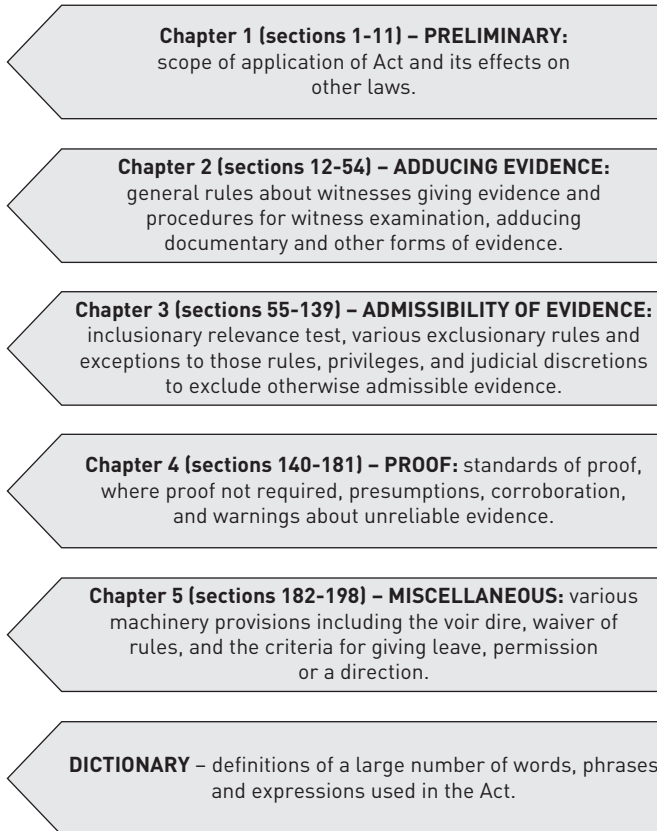 Chapter 1 (sections 1-11) – PRELIMINARY:
scope of application of Act and its effects on
other laws.
Chapter 2 (sections 12-54) – ADDUCING EVIDENCE:
general rules about witnesses giving evidence and
procedures for witness examination, adducing
documentary and other forms of evidence.
Chapter 3 (sections 55-139) – ADMISSIBILITY OF EVIDENCE:
inclusionary relevance test, various exclusionary rules and
exceptions to those rules, privileges, and judicial discretions
to exclude otherwise admissible evidence.
Chapter 4 (sections 140-181) – PROOF: standards of proof,
where proof not required, presumptions, corroboration,
and warnings about unreliable evidence.
Chapter 5 (sections 182-198) – MISCELLANEOUS: various
machinery provisions including the voir dire, waiver of
rules, and the criteria for giving leave, permission
or a direction.
DICTIONARY – definitions of a large number of words, phrases
and expressions used in the Act.